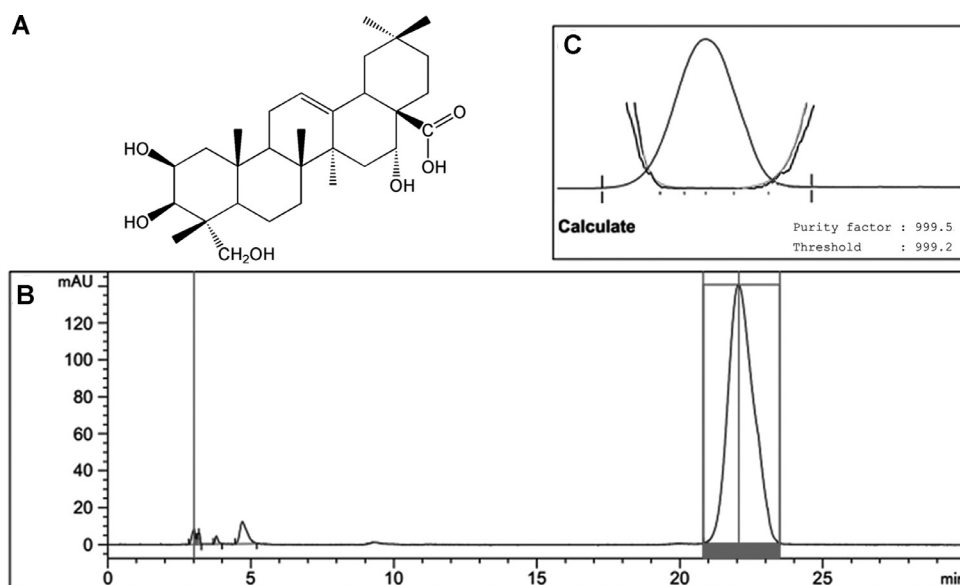 A
HO
HO
CH₂OH
OH
OH
O
C
Calculate
Purity factor : 999.5
Threshold : 999.2
B
mAU
120
100
80
60
40
20
0
0 5 10 15 20 25 min